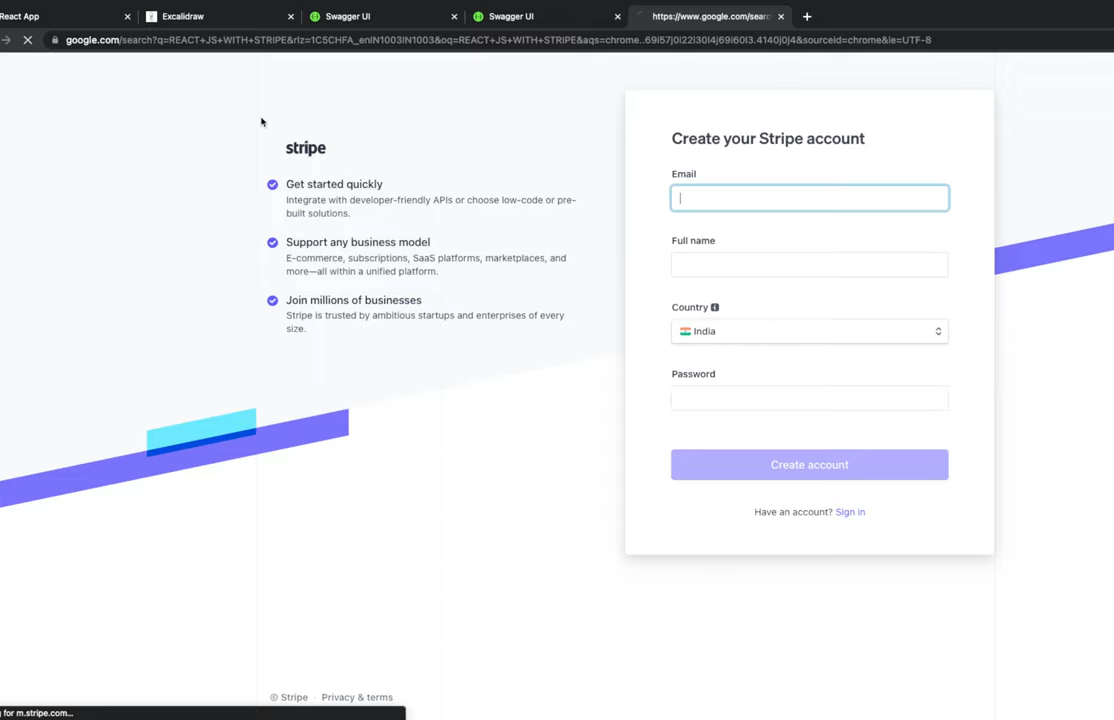 React App
Excalidraw
Swagger UI
Swagger UI
https://www.google.com/searc
google.com/search?q=REACT+JS+WITH+STRIPE&rlz=1C5CHFA_enIN1003IN1003&oq=REACT+JS+WITH+STRIPE&aqs=chrome..69i57j0i22i30l4j69i60l3.4140j0j4&sourceid=chrome&ie=UTF-8
stripe
Get started quickly
Integrate with developer-friendly APIs or choose low-code or pre-
built solutions.
Support any business model
E-commerce, subscriptions, SaaS platforms, marketplaces, and
more—all within a unified platform.
Join millions of businesses
Stripe is trusted by ambitious startups and enterprises of every
size.
Create your Stripe account
Email
Full name
Country
India
Password
Create account
Have an account? Sign in
© Stripe · Privacy & terms
for m.stripe.com...